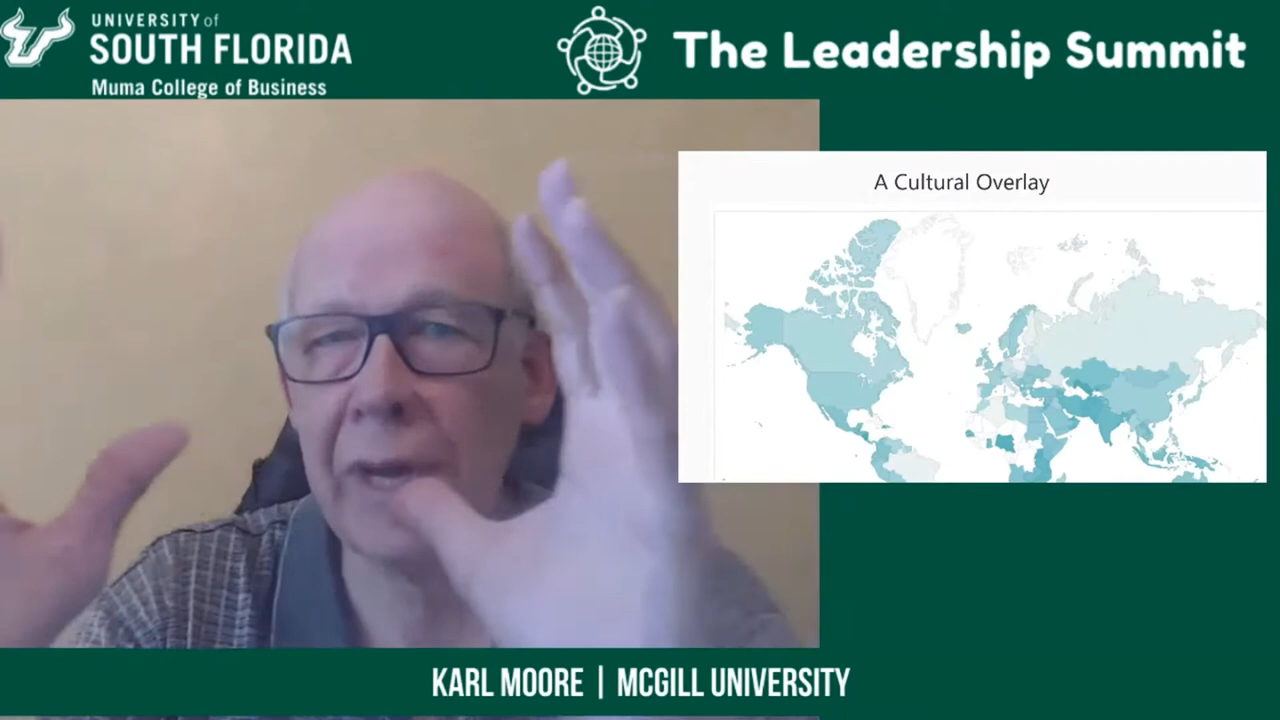 UNIVERSITY of
SOUTH FLORIDA
Muma College of Business
The Leadership Summit
A Cultural Overlay
KARL MOORE | MCGILL UNIVERSITY